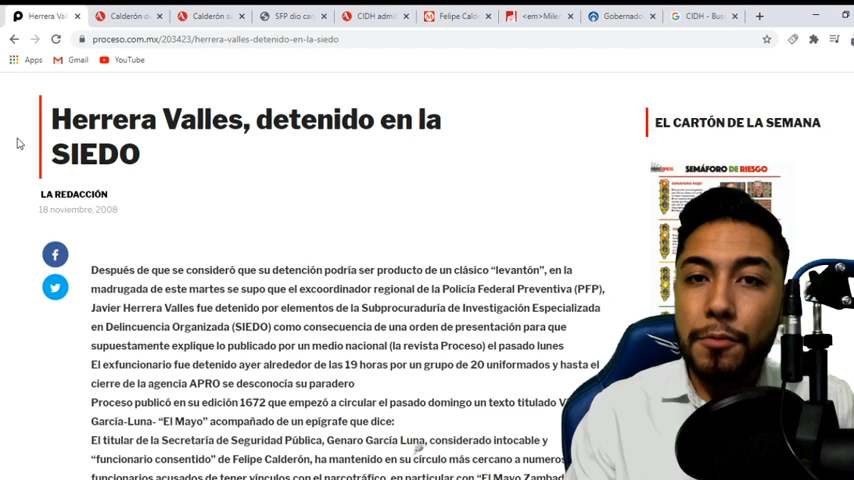 Herrera Valles
Calderón d
Calderón s
SFP dio car
CIDH admi
Felipe Cald
<em>Miler
Gobernado
CIDH - Bus
proceso.com.mx/203423/herrera-valles-detenido-en-la-siedo
Apps
Gmail
YouTube
Herrera Valles, detenido en la
SIEDO
LA REDACCIÓN
18 noviembre, 2008
EL CARTÓN DE LA SEMANA
SEMÁFORO DE RIESGO
Después de que se consideró que su detención podría ser producto de un clásico “levantón”, en la
madrugada de este martes se supo que el excoordinador regional de la Policía Federal Preventiva (PFP),
Javier Herrera Valles fue detenido por elementos de la Subprocuraduría de Investigación Especializada
en Delincuencia Organizada (SIEDO) como consecuencia de una orden de presentación para que
supuestamente explique lo publicado por un medio nacional (la revista Proceso) el pasado lunes
El exfuncionario fue detenido ayer alrededor de las 19 horas por un grupo de 20 uniformados y hasta el
cierre de la agencia APRO se desconocía su paradero
Proceso publicó en su edición 1672 que empezó a circular el pasado domingo un texto titulado
García-Luna- “El Mayo” acompañado de un epígrafe que dice:
El titular de la Secretaría de Seguridad Pública, Genaro García Luna, considerado intocable y
“funcionario consentido” de Felipe Calderón, ha mantenido en su círculo más cercano a numeros
funcionarios acusados de tener vínculos con el narcotráfico, en particular con “El Mayo Zambad